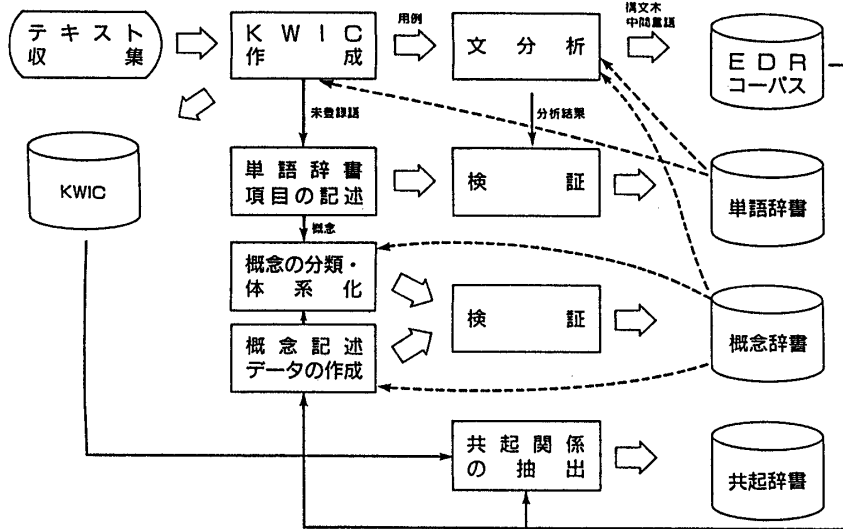 テキスト
収集
KWIC
作成
用例
文分析
構文木
中間言語
EDR
コーパス
未登録語
分析結果
KWIC
単語辞書
項目の記述
検証
単語辞書
概念
概念の分類・
体系化
検証
概念辞書
概念記述
データの作成
共起関係
の抽出
共起辞書